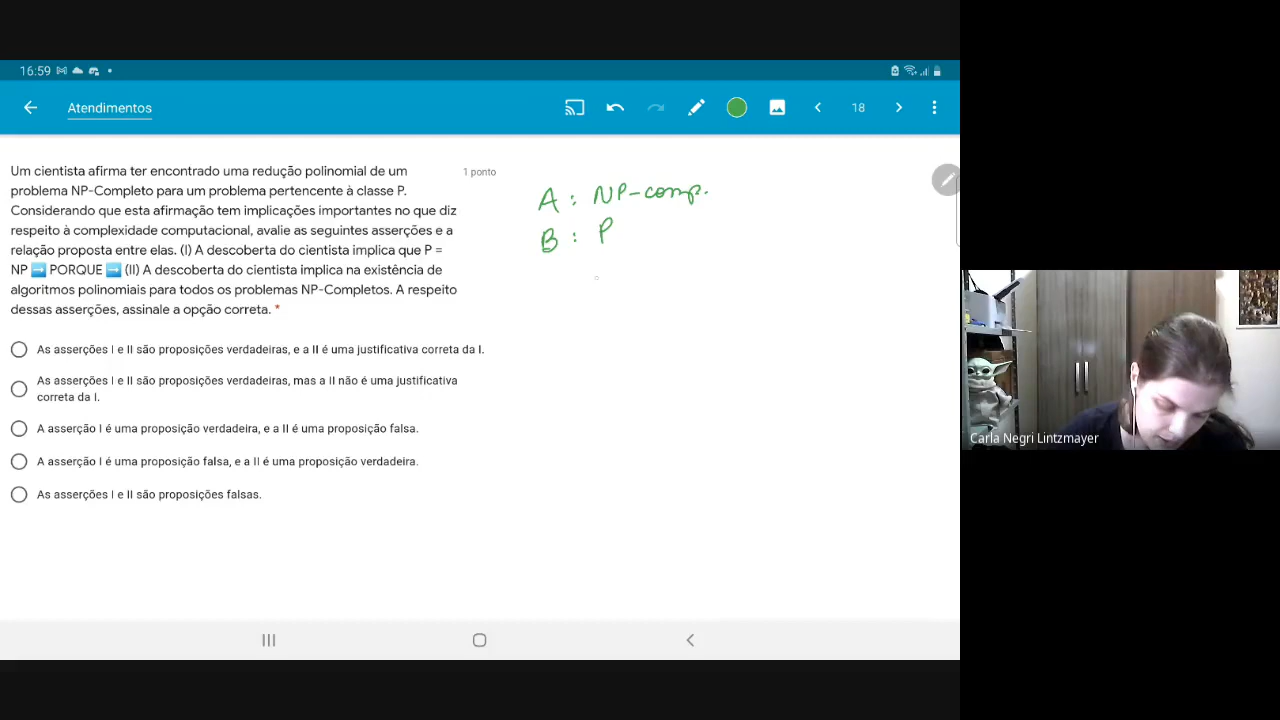 16:59
Atendimentos
18
Um cientista afirma ter encontrado uma redução polinomial de um
1 ponto
problema NP-Completo para um problema pertencente à classe P.
Considerando que esta afirmação tem implicações importantes no que diz
respeito à complexidade computacional, avalie as seguintes asserções e a
relação proposta entre elas. (I) A descoberta do cientista implica que P =
NP ➡️ PORQUE ➡️ (II) A descoberta do cientista implica na existência de
algoritmos polinomiais para todos os problemas NP-Completos. A respeito
dessas asserções, assinale a opção correta. *
As asserções I e II são proposições verdadeiras, e a II é uma justificativa correta da I.
As asserções I e II são proposições verdadeiras, mas a II não é uma justificativa
correta da I.
A asserção I é uma proposição verdadeira, e a II é uma proposição falsa.
A asserção I é uma proposição falsa, e a II é uma proposição verdadeira.
As asserções I e II são proposições falsas.
A : NP-comp.
B : P
Carla Negri Lintzmayer